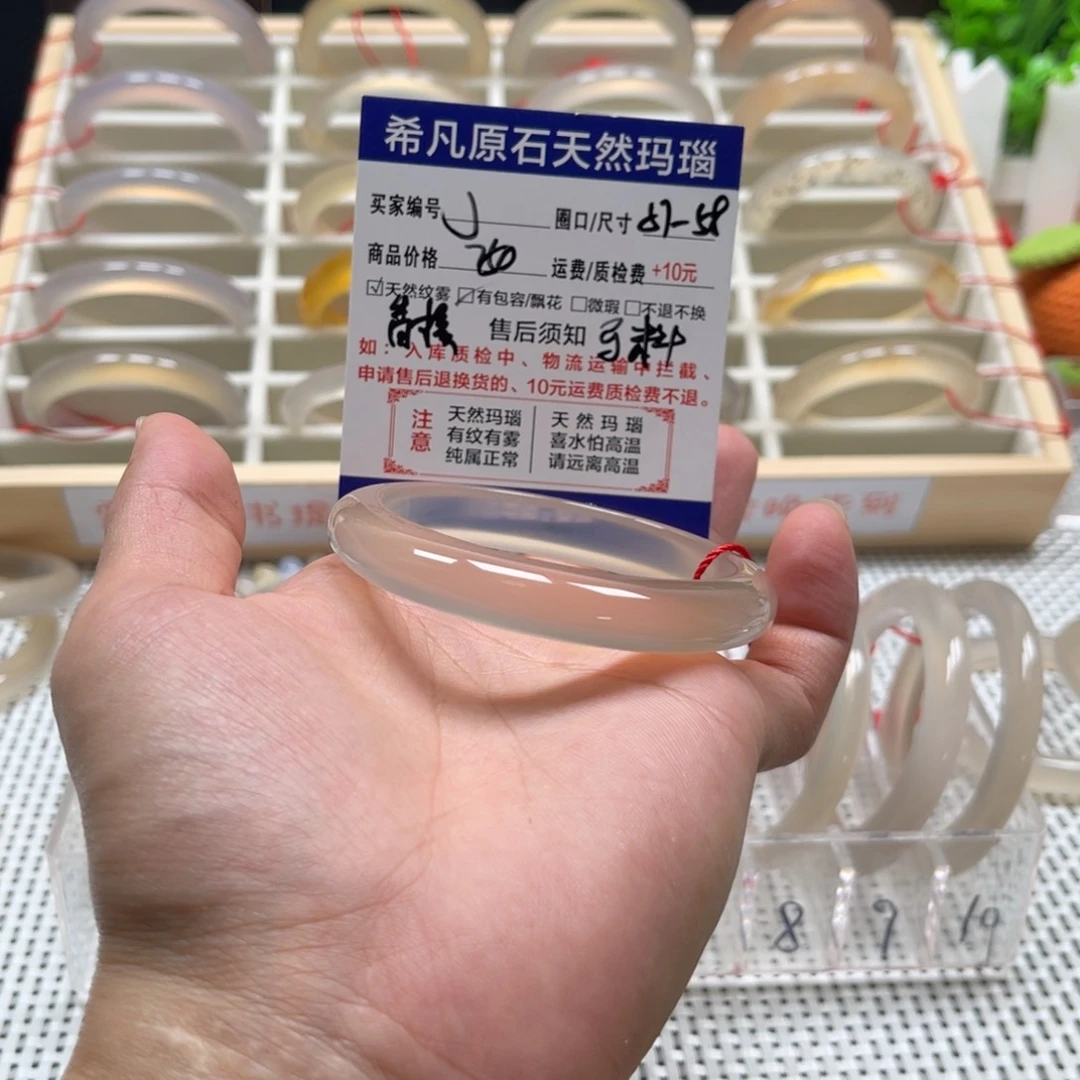 希凡原石天然玛瑙
买家编号 圈口/尺寸 57-58
商品价格 运费/质检费 +10元
☑天然纹雾 ☑有包容/飘花 □微瑕 □不退不换
售后须知
如：入库质检中、物流运输中拦截、
申请售后退换货的、10元运费质检费不退。
注意
天然玛瑙
有纹有雾
纯属正常
天然玛瑙
喜水怕高温
请远离高温
8 9 10